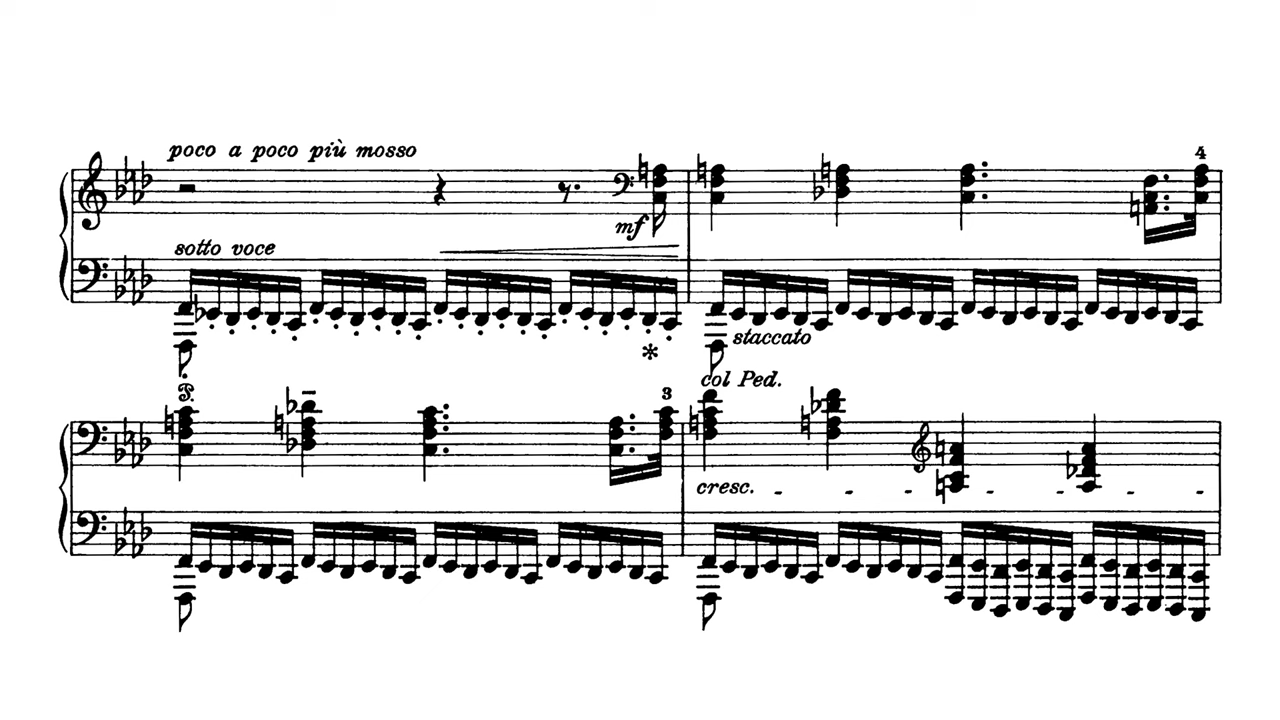 poco a poco più mosso
4
mf
sotto voce
staccato
col Ped.
3
cresc.